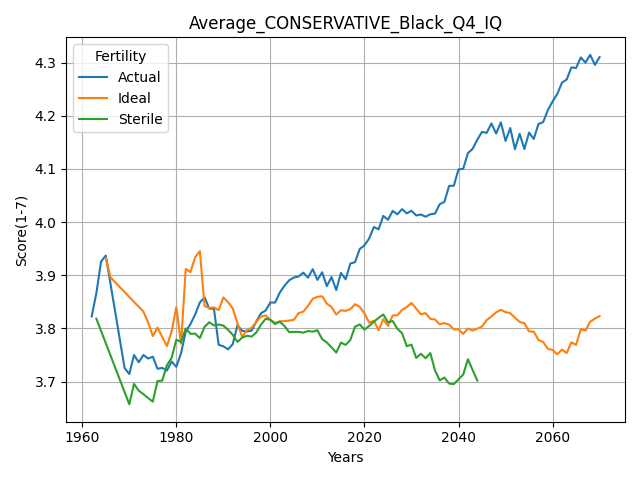 Average_CONSERVATIVE_Black_Q4_IQ
Fertility
Actual
Ideal
Sterile
Score(1-7)
4.3
4.2
4.1
4.0
3.9
3.8
3.7
1960
1980
2000
2020
2040
2060
Years